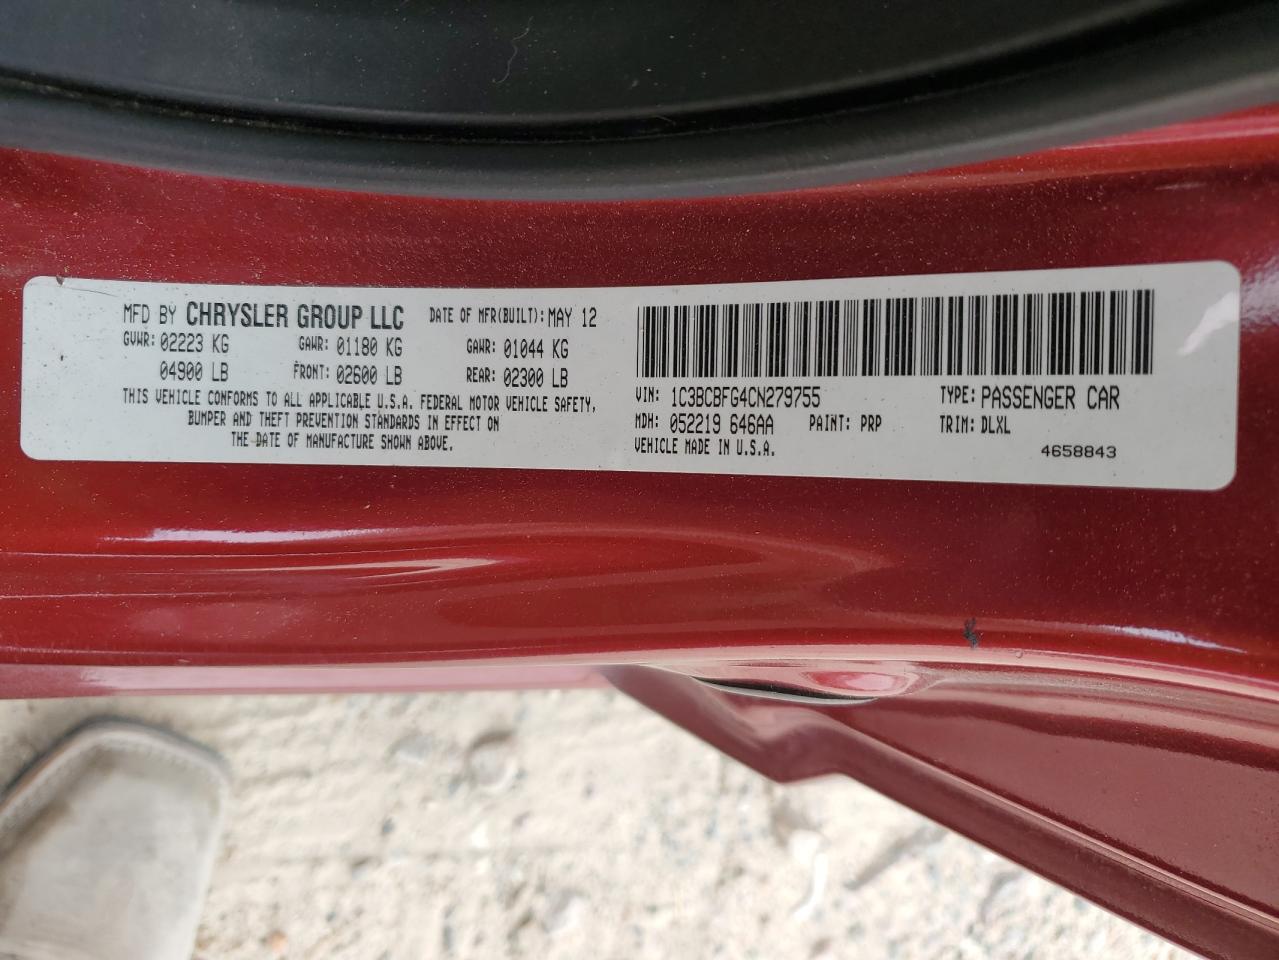 MFD BY CHRYSLER GROUP LLC DATE OF MFR(BUILT): MAY 12
GVWR: 02223 KG GAWR: 01180 KG GAWR: 01044 KG
04900 LB FRONT: 02600 LB REAR: 02300 LB
THIS VEHICLE CONFORMS TO ALL APPLICABLE U.S.A. FEDERAL MOTOR VEHICLE SAFETY,
BUMPER AND THEFT PREVENTION STANDARDS IN EFFECT ON
THE DATE OF MANUFACTURE SHOWN ABOVE.
VIN: 1C3BCBFG4CN279755 TYPE: PASSENGER CAR
MDH: 052219 646AA PAINT: PRP TRIM: DLXL
VEHICLE MADE IN U.S.A. 4658843